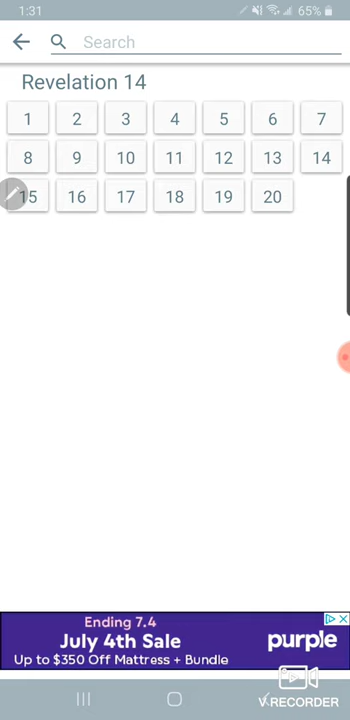 1:31 65%
Search
Revelation 14
1 2 3 4 5 6 7
8 9 10 11 12 13 14
15 16 17 18 19 20
Ending 7.4
July 4th Sale
Up to $350 Off Mattress + Bundle
purple
V.RECORDER